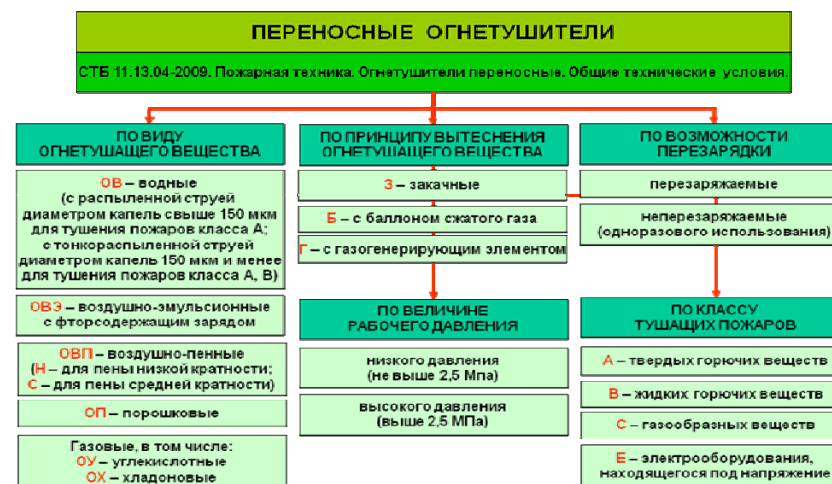 ПЕРЕНОСНЫЕ ОГНЕТУШИТЕЛИ
СТБ 11.13.04-2009. Пожарная техника. Огнетушители переносные. Общие технические условия.
ПО ВИДУ
ОГНЕТУШАЩЕГО ВЕЩЕСТВА
ОВ – водные
(с распыленной струей
диаметром капель свыше 150 мкм
для тушения пожаров класса А;
с тонкораспыленной струей
диаметром капель 150 мкм и менее
для тушения пожаров класса А, В)
ОВЭ – воздушно-эмульсионные
с фторсодержащим зарядом
ОВП – воздушно-пенные
(Н – для пены низкой кратности;
С – для пены средней кратности)
ОП – порошковые
Газовые, в том числе:
ОУ – углекислотные
ОХ – хладоновые
ПО ПРИНЦИПУ ВЫТЕСНЕНИЯ
ОГНЕТУШАЩЕГО ВЕЩЕСТВА
З – закачные
Б – с баллоном сжатого газа
Г – с газогенерирующим элементом
ПО ВЕЛИЧИНЕ
РАБОЧЕГО ДАВЛЕНИЯ
низкого давления
(не выше 2,5 Мпа)
высокого давления
(выше 2,5 МПа)
ПО ВОЗМОЖНОСТИ
ПЕРЕЗАРЯДКИ
перезаряжаемые
неперезаряжаемые
(одноразового использования)
ПО КЛАССУ
ТУШАЩИХ ПОЖАРОВ
А – твердых горючих веществ
В – жидких горючих веществ
С – газообразных веществ
Е – электрооборудования,
находящегося под напряжение